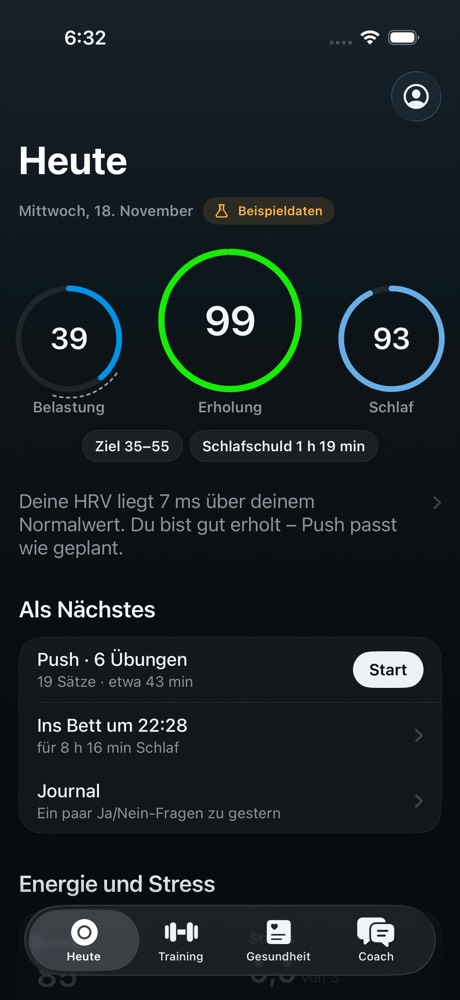 6:32
Heute
Mittwoch, 18. November
Beispieldaten
39
99
93
Belastung
Erholung
Schlaf
Ziel 35–55
Schlafschuld 1 h 19 min
Deine HRV liegt 7 ms über deinem
Normalwert. Du bist gut erholt – Push passt
wie geplant.
Als Nächstes
Push · 6 Übungen
19 Sätze · etwa 43 min
Start
Ins Bett um 22:28
für 8 h 16 min Schlaf
Journal
Ein paar Ja/Nein-Fragen zu gestern
Energie und Stress
Heute
Training
Gesundheit
Coach
von 3